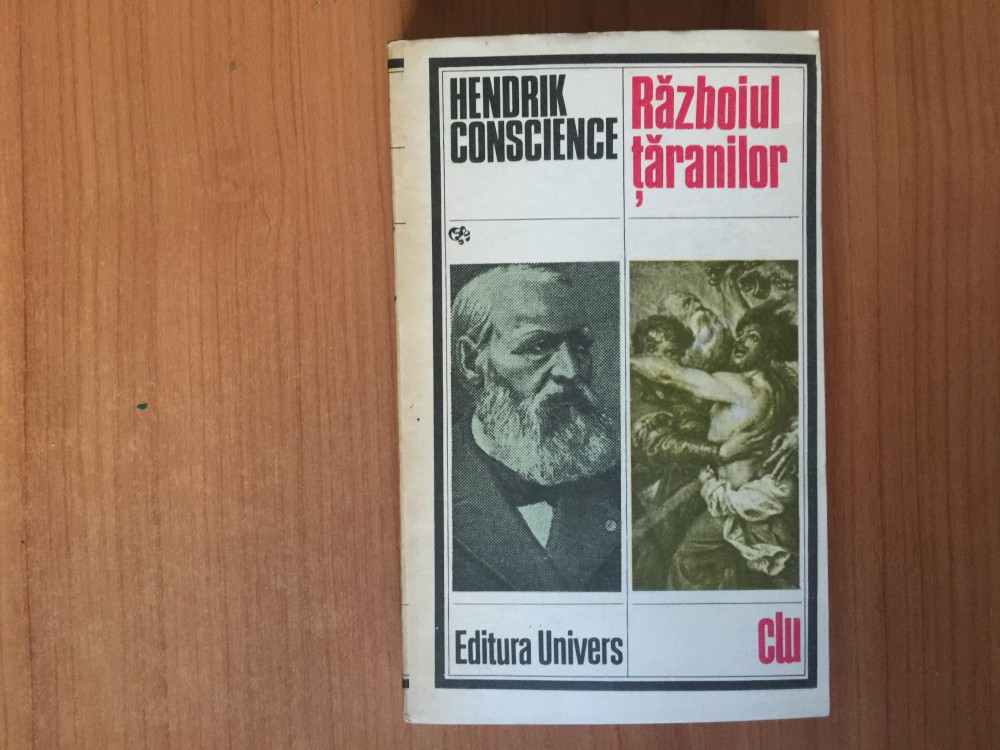 HENDRIK
CONSCIENCE
Războiul
țăranilor
Editura Univers
clu